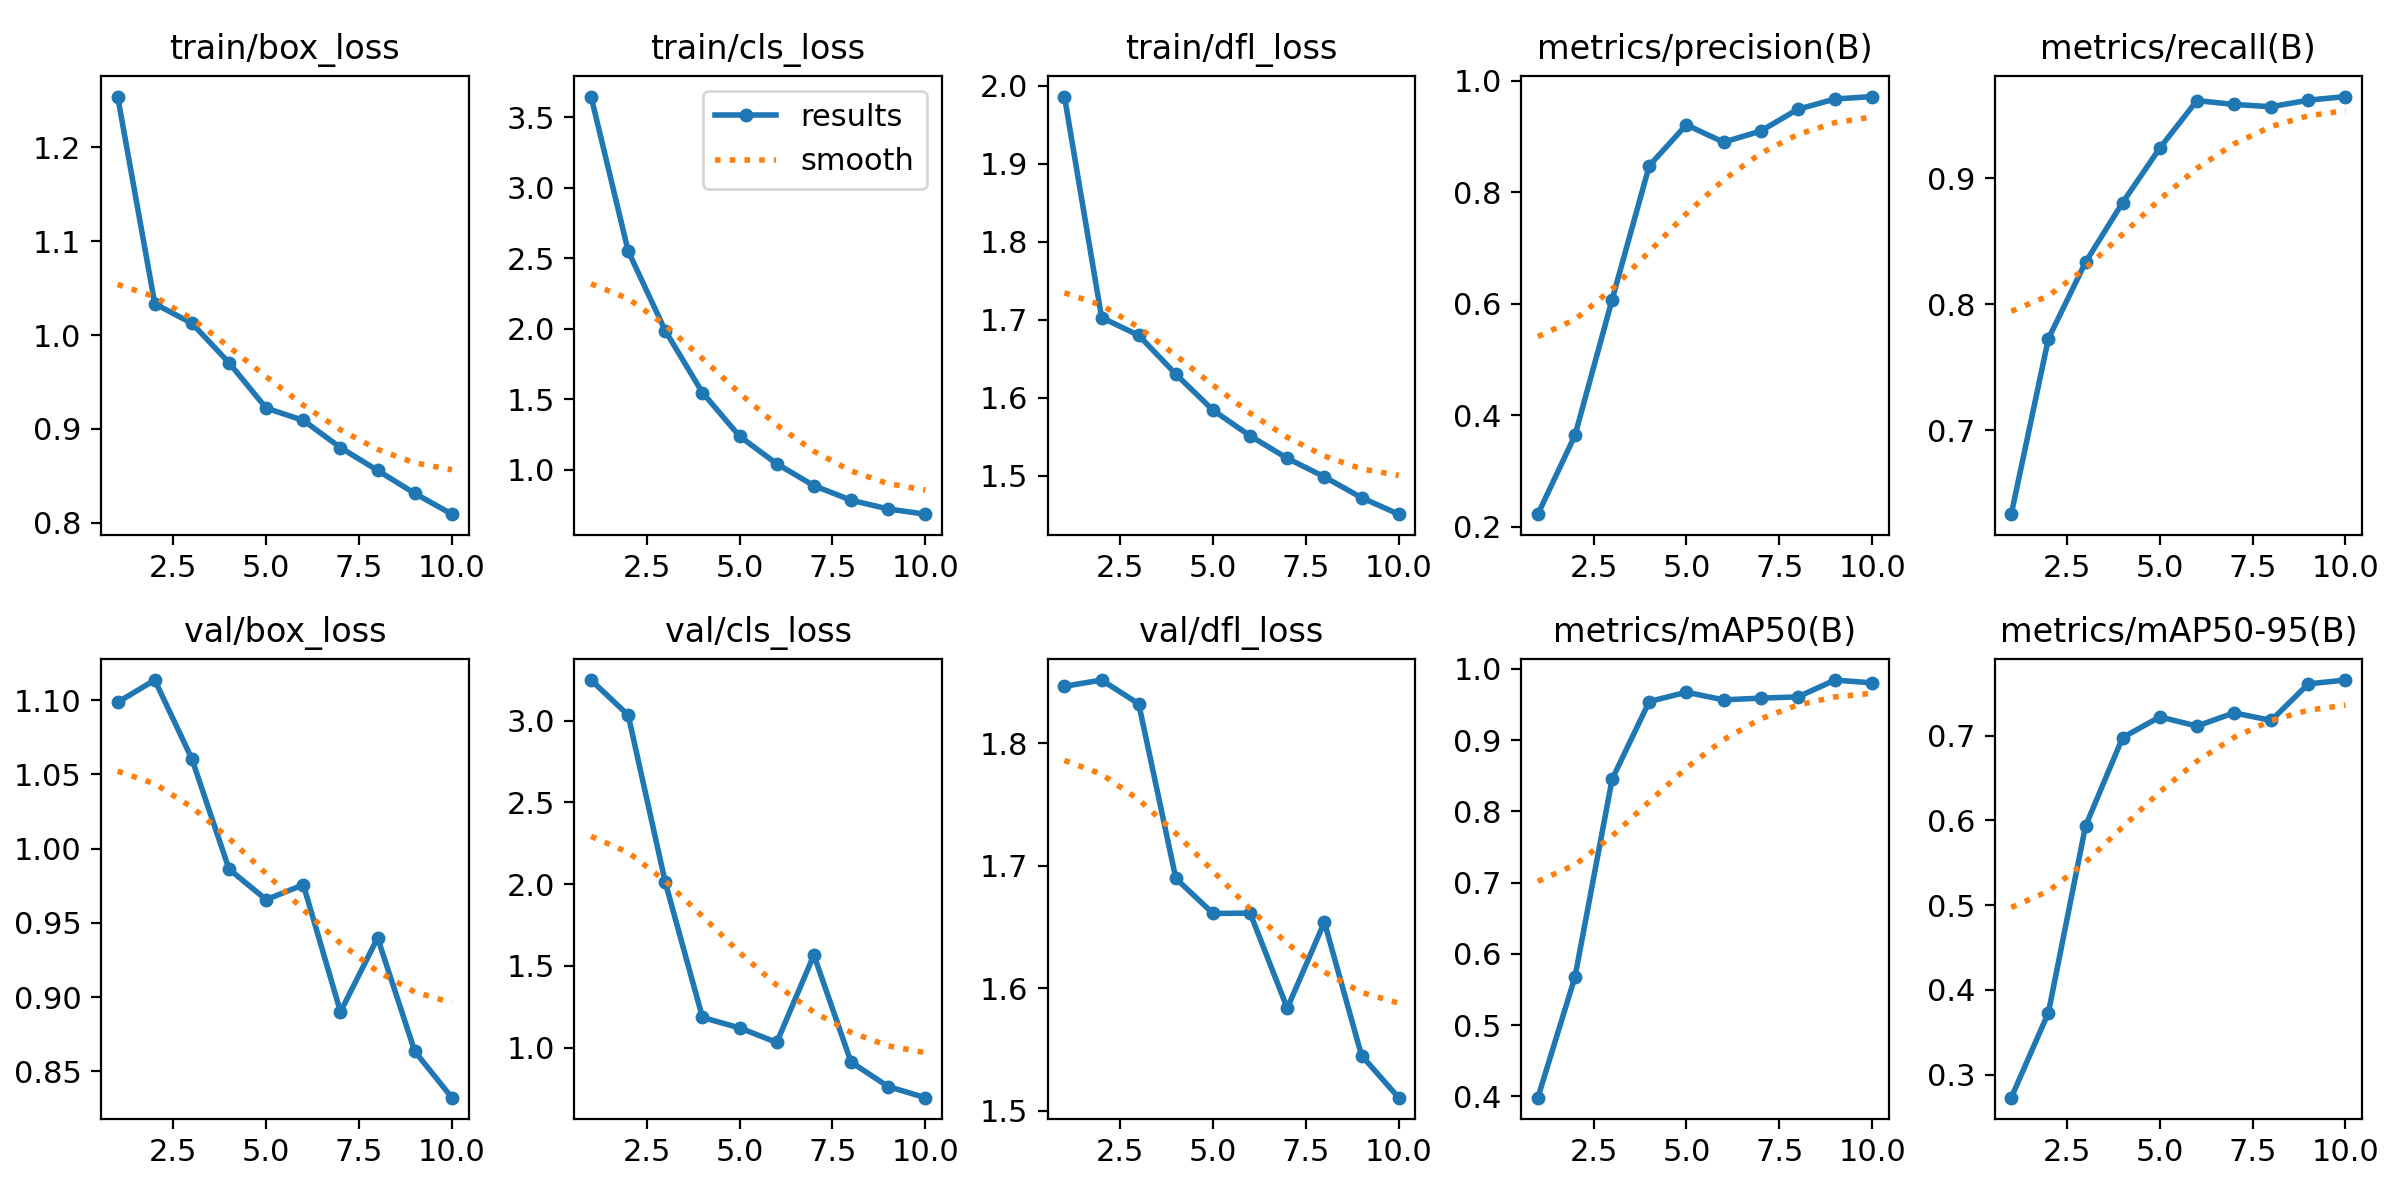 train/box_loss
train/cls_loss
train/dfl_loss
metrics/precision(B)
metrics/recall(B)
results
smooth
1.2
1.1
1.0
0.9
0.8
2.5 5.0 7.5 10.0
3.5
3.0
2.5
2.0
1.5
1.0
2.5 5.0 7.5 10.0
2.0
1.9
1.8
1.7
1.6
1.5
2.5 5.0 7.5 10.0
1.0
0.8
0.6
0.4
0.2
2.5 5.0 7.5 10.0
0.9
0.8
0.7
2.5 5.0 7.5 10.0
val/box_loss
val/cls_loss
val/dfl_loss
metrics/mAP50(B)
metrics/mAP50-95(B)
1.10
1.05
1.00
0.95
0.90
0.85
2.5 5.0 7.5 10.0
3.0
2.5
2.0
1.5
1.0
2.5 5.0 7.5 10.0
1.8
1.7
1.6
1.5
2.5 5.0 7.5 10.0
1.0
0.9
0.8
0.7
0.6
0.5
0.4
2.5 5.0 7.5 10.0
0.7
0.6
0.5
0.4
0.3
2.5 5.0 7.5 10.0